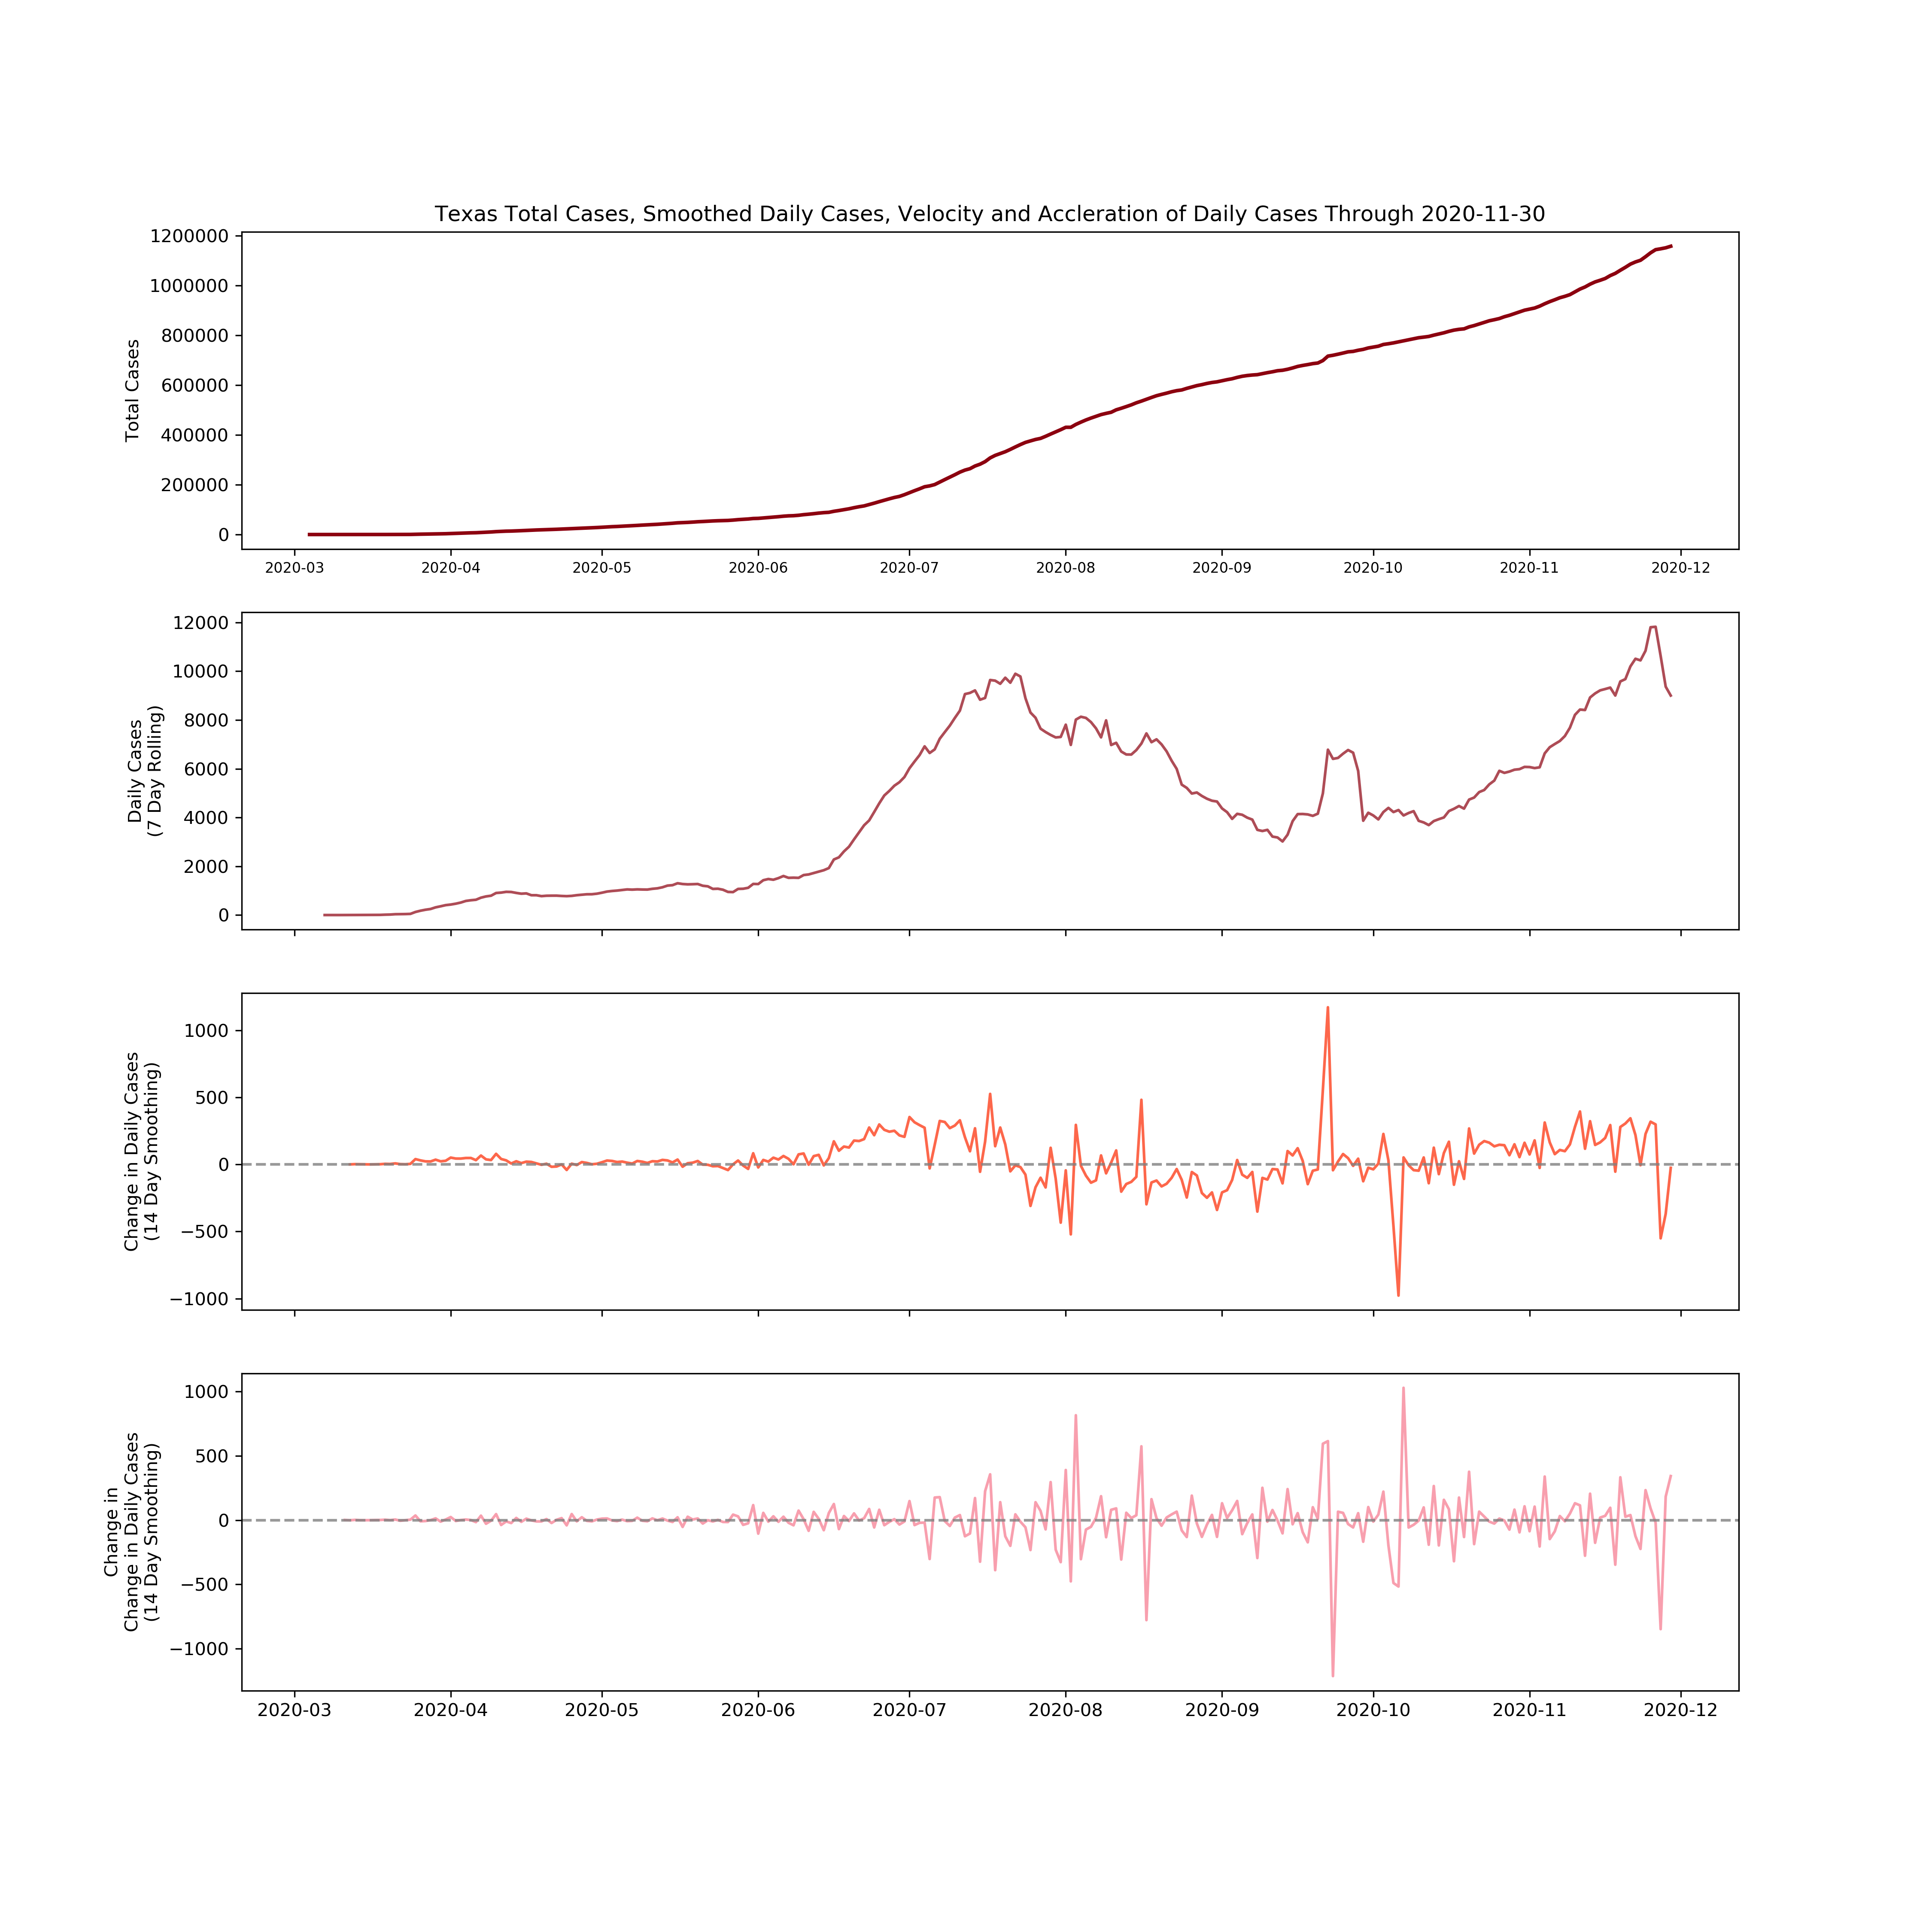 Texas Total Cases, Smoothed Daily Cases, Velocity and Accleration of Daily Cases Through 2020-11-30
1200000
1000000
800000
600000
400000
200000
0
Total Cases
2020-03 2020-04 2020-05 2020-06 2020-07 2020-08 2020-09 2020-10 2020-11 2020-12
12000
10000
8000
6000
4000
2000
0
Daily Cases
(7 Day Rolling)
1000
500
0
−500
−1000
Change in Daily Cases
(14 Day Smoothing)
1000
500
0
−500
−1000
Change in
Change in Daily Cases
(14 Day Smoothing)
2020-03 2020-04 2020-05 2020-06 2020-07 2020-08 2020-09 2020-10 2020-11 2020-12